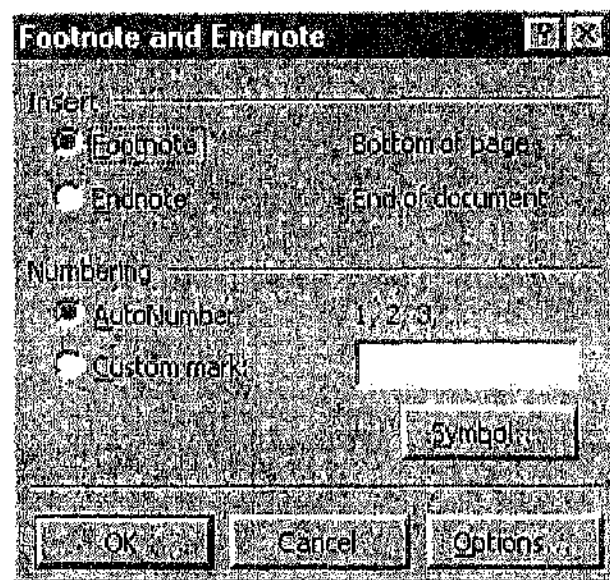 Footnote and Endnote
Insert
Footnote Bottom of page
Endnote End of document
Numbering
AutoNumber 1, 2, 3,
Custom mark:
Symbol...
OK Cancel Options...